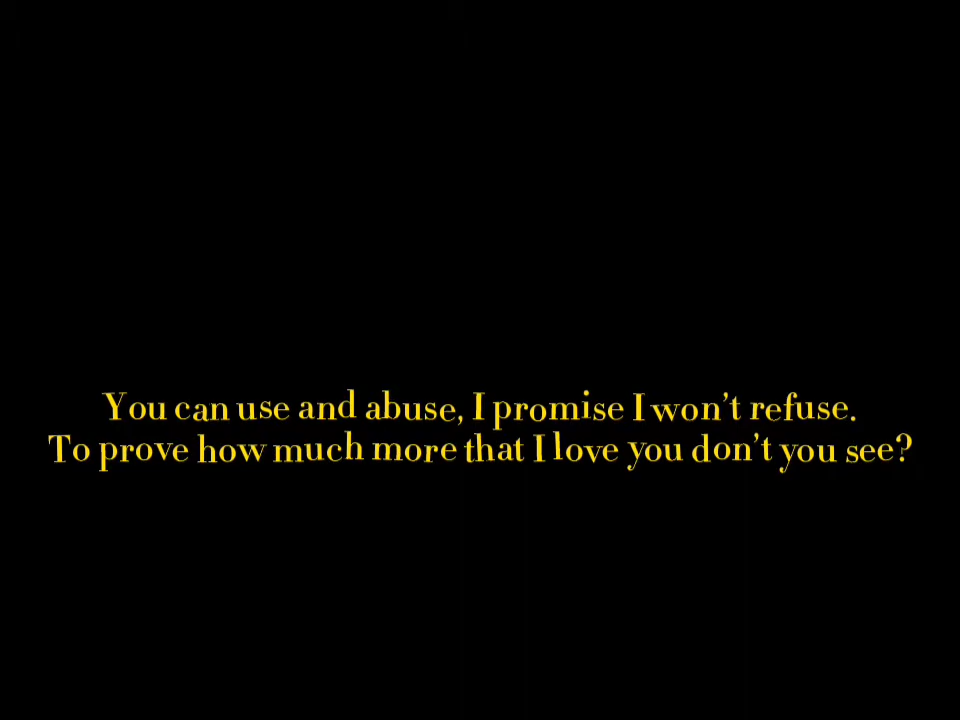 You can use and abuse, I promise I won't refuse.
To prove how much more that I love you don't you see?